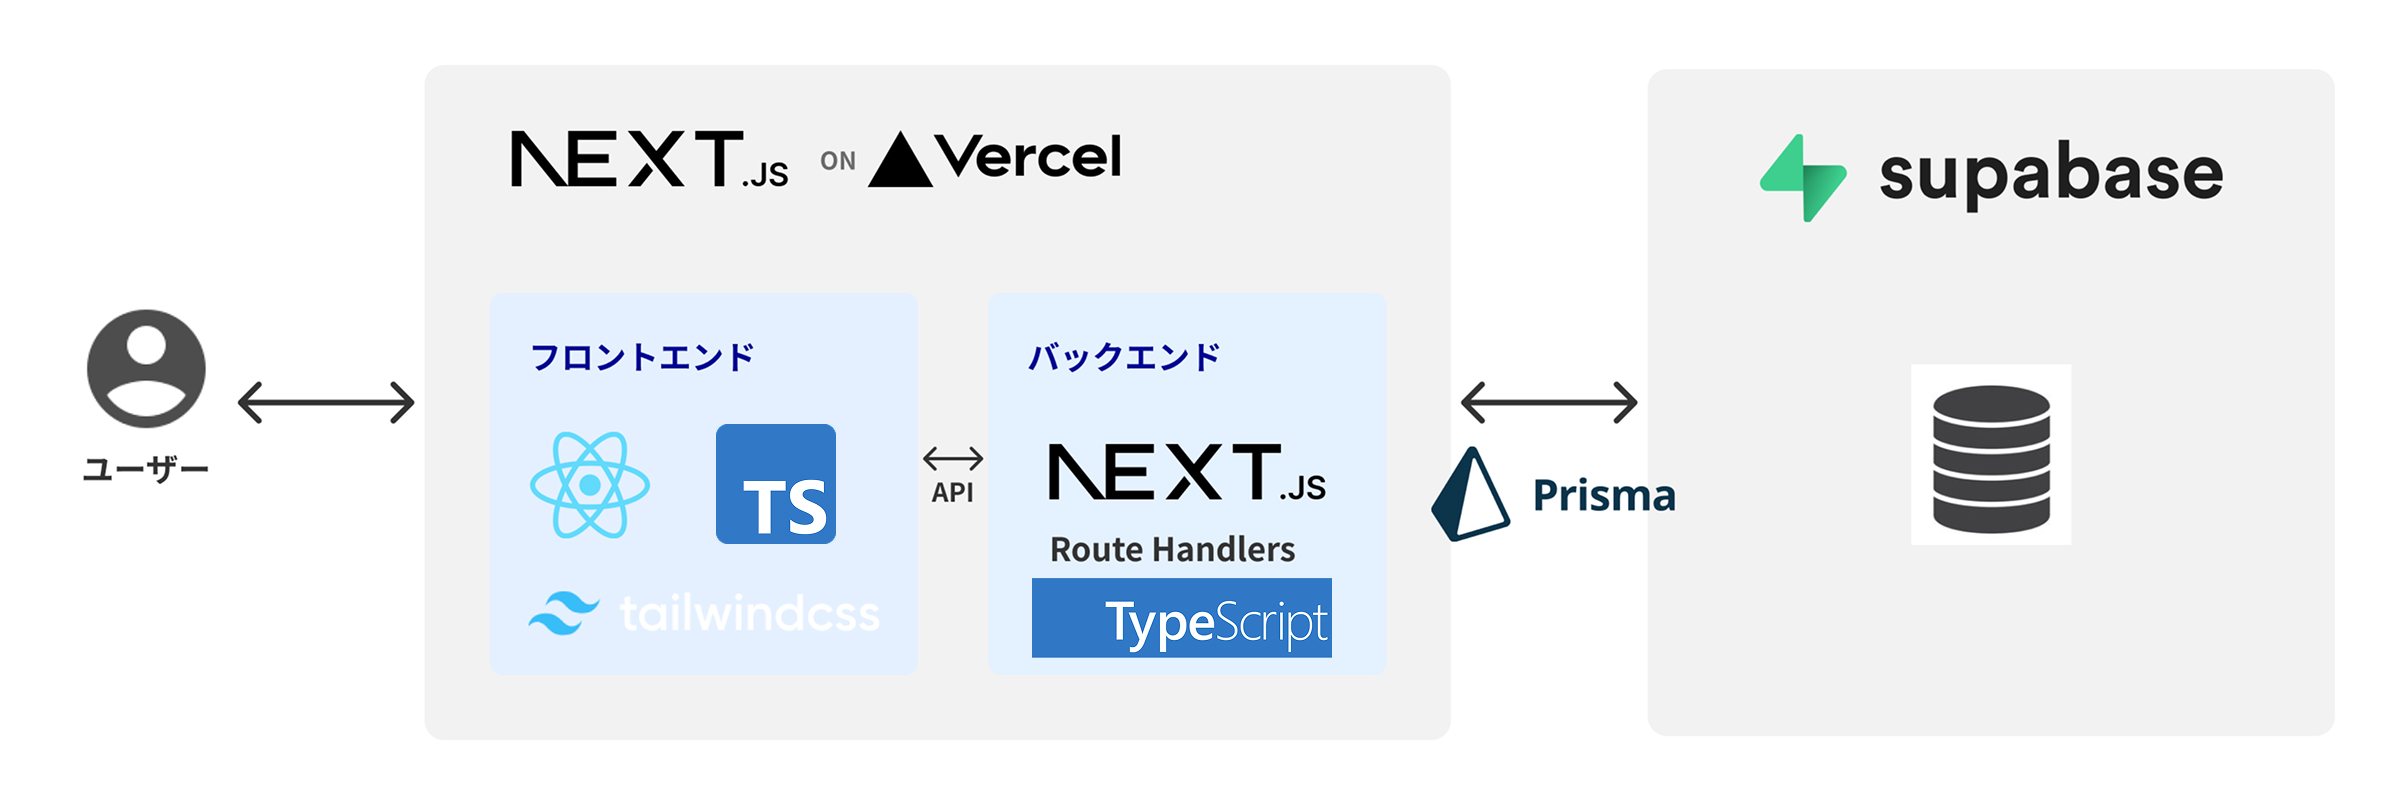 NEXT.JS ON Vercel
supabase
ユーザー
フロントエンド
TS
tailwindcss
API
バックエンド
NEXT.JS
Route Handlers
TypeScript
Prisma